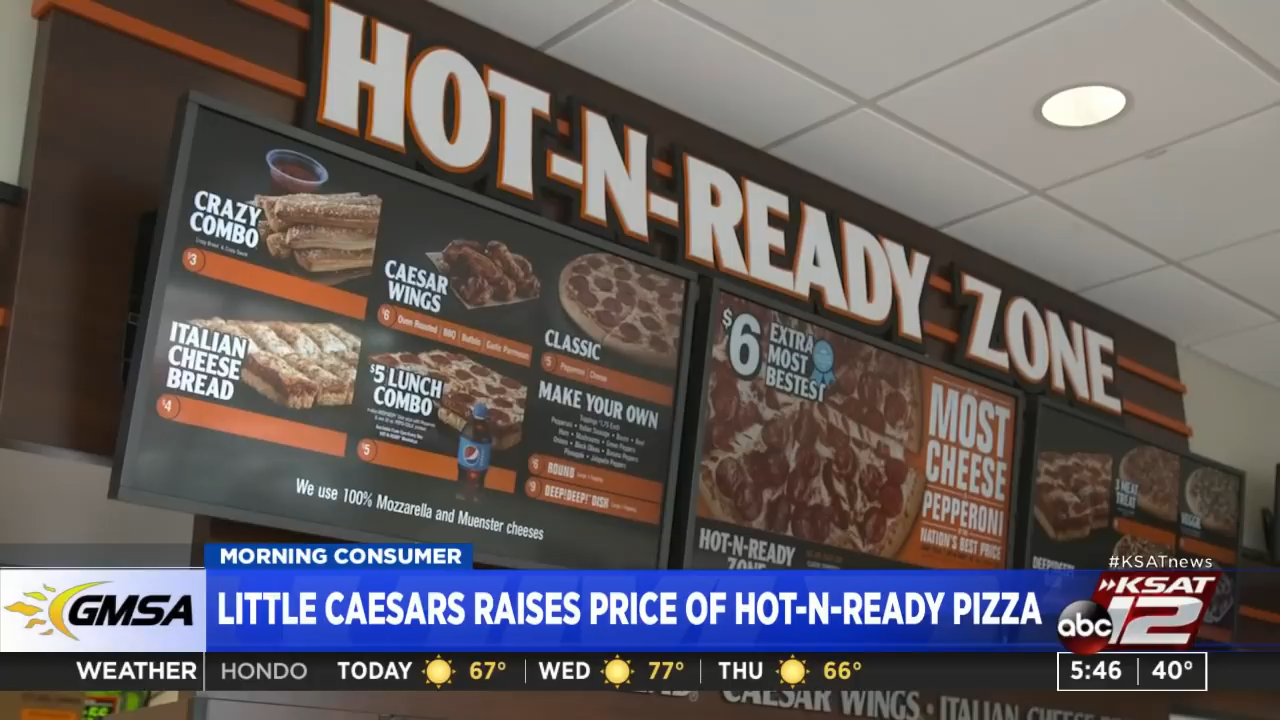 HOT-N-READY ZONE
CRAZY
COMBO
$3
ITALIAN
CHEESE
BREAD
$4
CAESAR
WINGS
$6 Oven Roasted | BBQ | Buffalo | Garlic Parmesan
$5 LUNCH
COMBO
$5
CLASSIC
$5 Pepperoni | Cheese
MAKE YOUR OWN
$6 ROUND
$9 DEEP!DEEP!™ DISH
We use 100% Mozzarella and Muenster cheeses
$6 EXTRA
MOST
BESTEST
MOST
CHEESE
PEPPERONI
NATION'S BEST PRICE
HOT-N-READY
ZONE
3 MEAT
TREAT
VEGGIE
MORNING CONSUMER
#KSATnews
GMSA
LITTLE CAESARS RAISES PRICE OF HOT-N-READY PIZZA
abc
KSAT
12
WEATHER HONDO TODAY 67° WED 77° THU 66°
5:46 40°
CAESAR WINGS • ITALIAN CHEESE